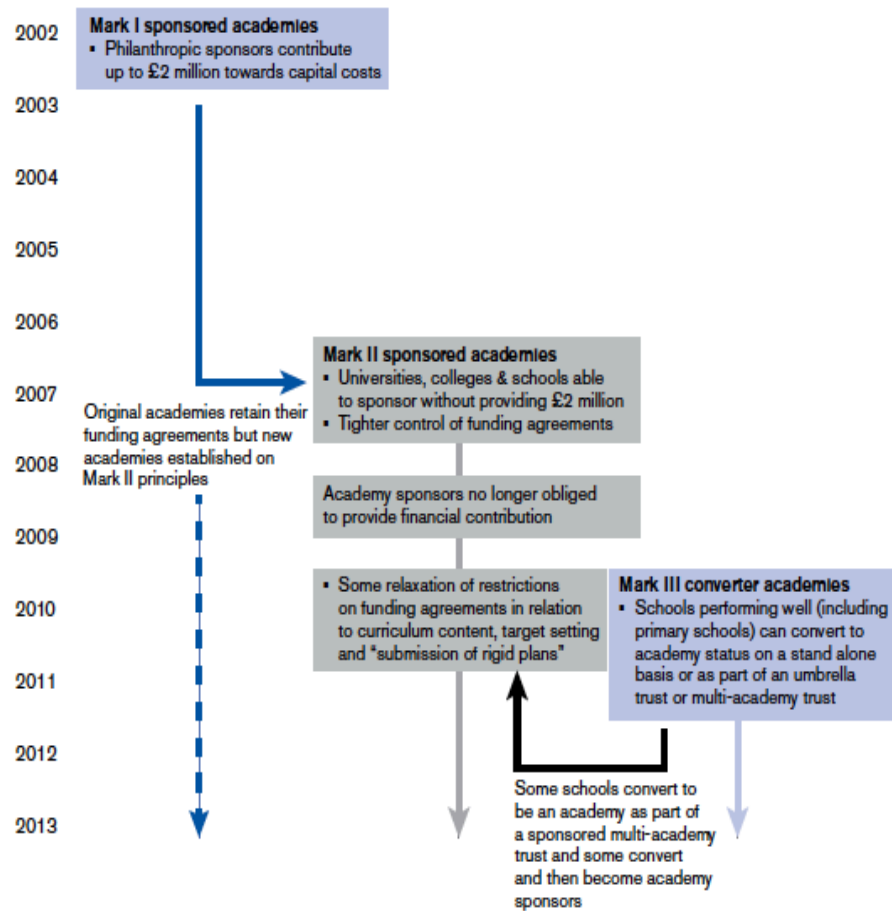 2002
Mark I sponsored academies
▪ Philanthropic sponsors contribute
up to £2 million towards capital costs
2003
2004
2005
2006
Mark II sponsored academies
▪ Universities, colleges & schools able
to sponsor without providing £2 million
▪ Tighter control of funding agreements
2007
Original academies retain their
funding agreements but new
academies established on
Mark II principles
2008
Academy sponsors no longer obliged
to provide financial contribution
2009
▪ Some relaxation of restrictions
on funding agreements in relation
to curriculum content, target setting
and “submission of rigid plans”
Mark III converter academies
▪ Schools performing well (including
primary schools) can convert to
academy status on a stand alone
basis or as part of an umbrella
trust or multi-academy trust
2010
2011
2012
Some schools convert to
be an academy as part of
a sponsored multi-academy
trust and some convert
and then become academy
sponsors
2013